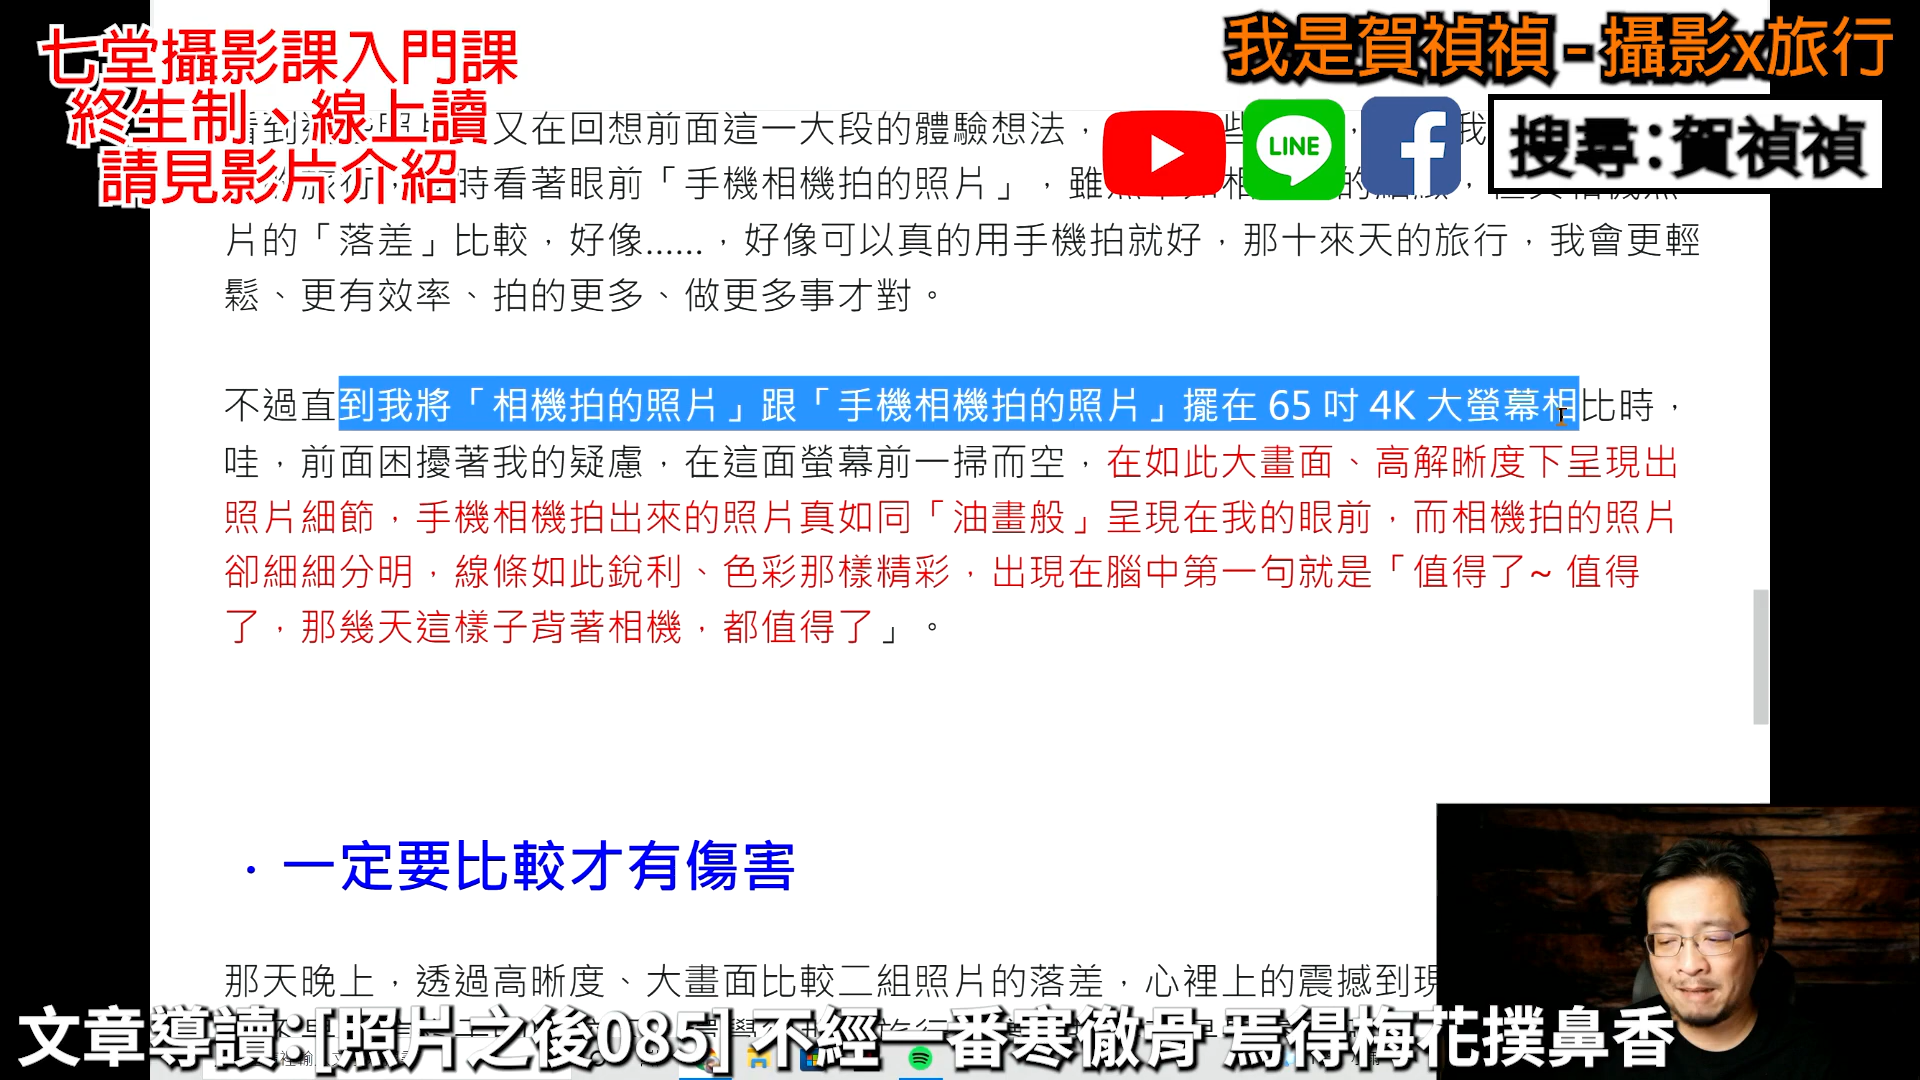 七堂攝影課入門課
終生制、線上讀
請見影片介紹
我是賀禎禎 - 攝影x旅行
LINE
搜尋:賀禎禎
又在回想前面這一大段的體驗想法，
時看著眼前「手機相機拍的照片」，
片的「落差」比較，好像……，好像可以真的用手機拍就好，那十來天的旅行，我會更輕
鬆、更有效率、拍的更多、做更多事才對。
不過直到我將「相機拍的照片」跟「手機相機拍的照片」擺在 65 吋 4K 大螢幕相比時，
哇，前面困擾著我的疑慮，在這面螢幕前一掃而空，在如此大畫面、高解晰度下呈現出
照片細節，手機相機拍出來的照片真如同「油畫般」呈現在我的眼前，而相機拍的照片
卻細細分明，線條如此銳利、色彩那樣精彩，出現在腦中第一句就是「值得了~ 值得
了，那幾天這樣子背著相機，都值得了」。
· 一定要比較才有傷害
那天晚上，透過高晰度、大畫面比較二組照片的落差，心裡上的震撼到現
文章導讀:[照片之後085] 不經一番寒徹骨 焉得梅花撲鼻香